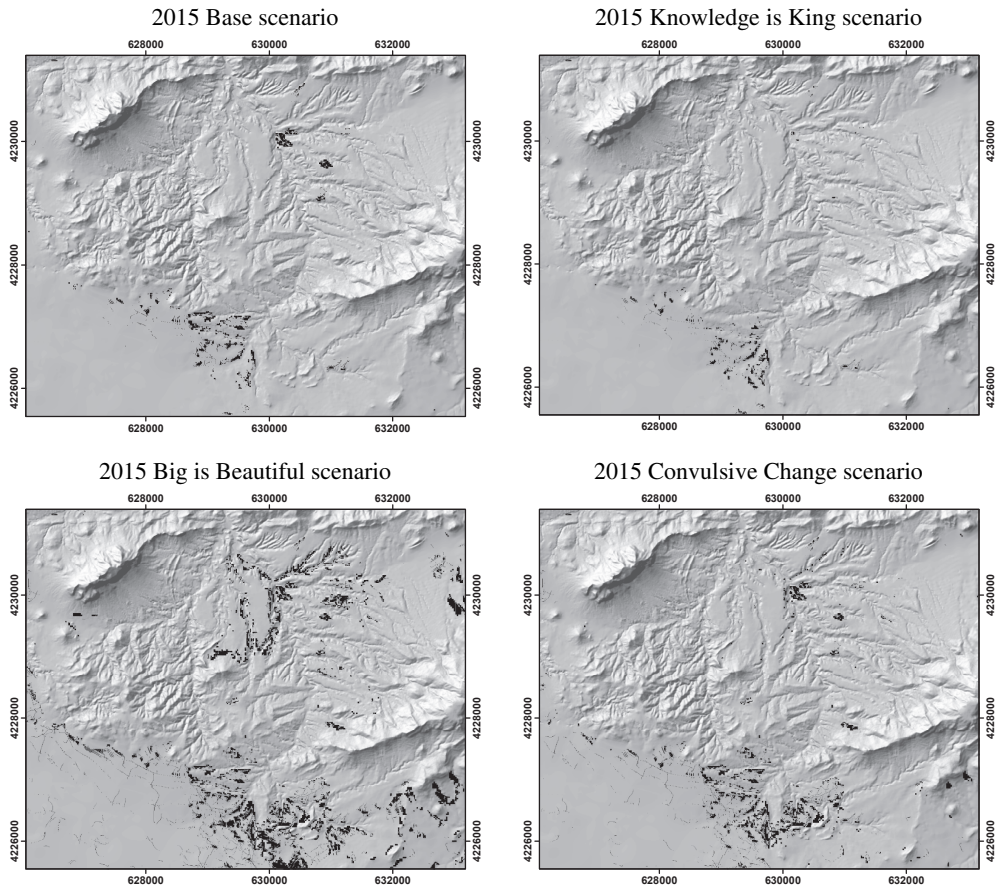 2015 Base scenario
2015 Knowledge is King scenario
628000 630000 632000
628000 630000 632000
4230000 4230000 4230000 4230000
4228000 4228000 4228000 4228000
4226000 4226000 4226000 4226000
628000 630000 632000
628000 630000 632000
2015 Big is Beautiful scenario
2015 Convulsive Change scenario
628000 630000 632000
628000 630000 632000
4230000 4230000 4230000 4230000
4228000 4228000 4228000 4228000
4226000 4226000 4226000 4226000
628000 630000 632000
628000 630000 632000